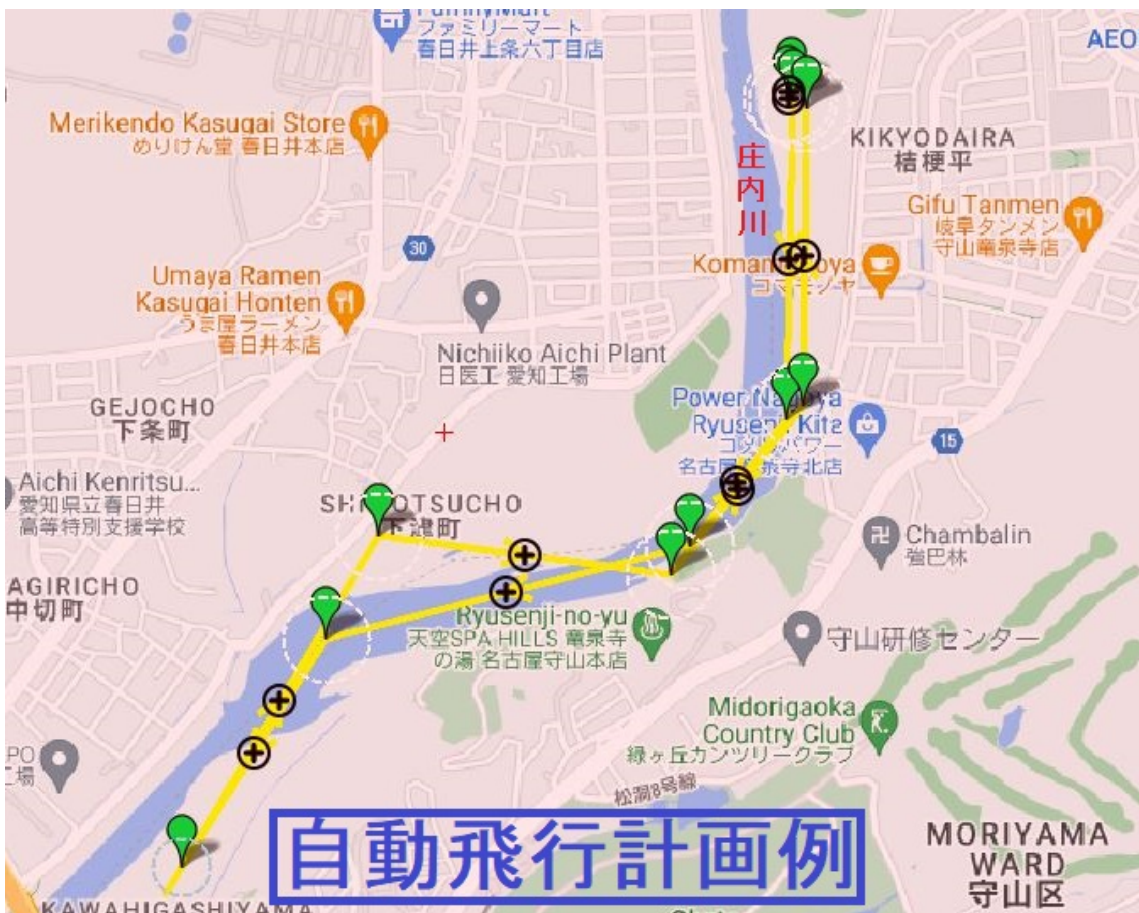 ファミリーマート
春日井上条六丁目店
AEO
Merikendo Kasugai Store
めりけん堂 春日井本店
庄内川
KIKYODAIRA
桔梗平
Gifu Tanmen
岐阜タンメン
守山竜泉寺店
30
Umaya Ramen
Kasugai Honten
うま屋ラーメン
春日井本店
Nichiiko Aichi Plant
日医工 愛知工場
GEJOCHO
下条町
Power
Kita
15
Aichi Kenritsu...
愛知県立春日井
高等特別支援学校
Chambalin
強巴林
AGIRICHO
中切町
Ryusenji-no-yu
天空SPA HILLS 竜泉寺
の湯 名古屋守山本店
守山研修センター
Midorigaoka
Country Club
緑ヶ丘カンツリークラブ
PO
工場
松洞8号線
自動飛行計画例
MORIYAMA
WARD
守山区
KAWAHIGASHIYAMA